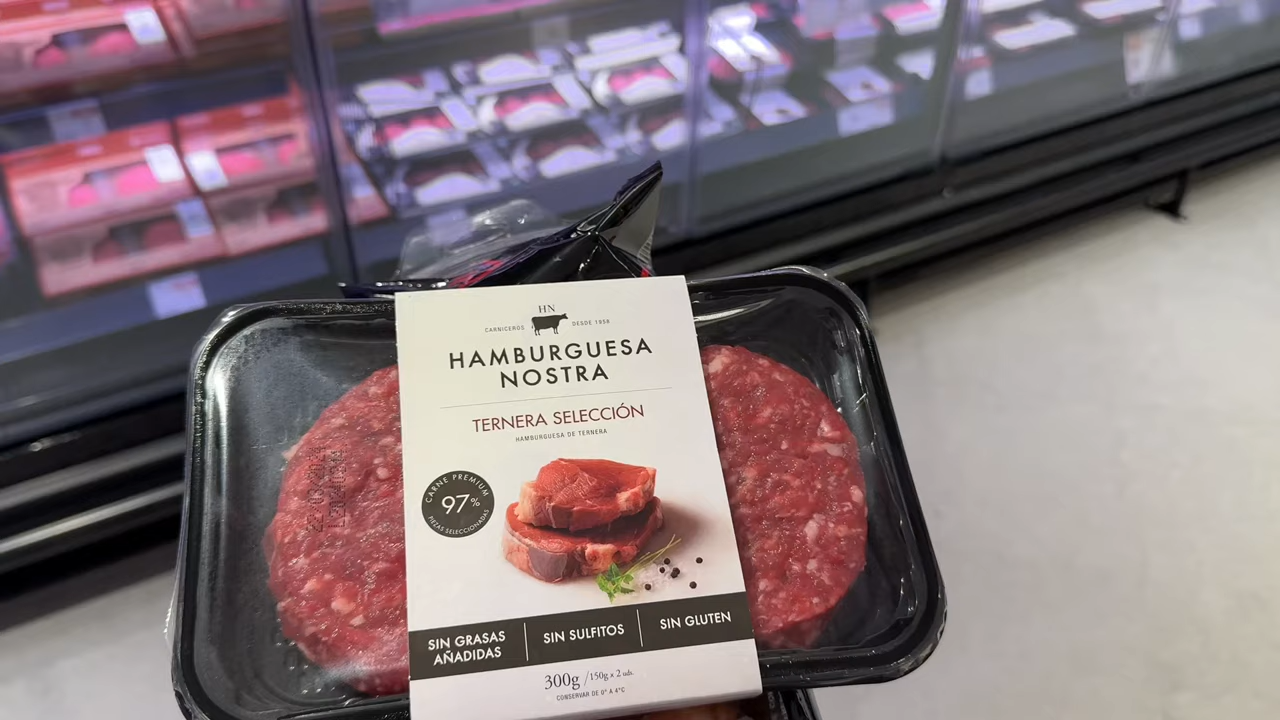 HN
CARNICEROS DESDE 1956
HAMBURGUESA
NOSTRA
TERNERA SELECCIÓN
HAMBURGUESA DE TERNERA
CARNE PREMIUM
97%
PIEZAS SELECCIONADAS
SIN GRASAS
AÑADIDAS
SIN SULFITOS
SIN GLUTEN
300g /150g x 2 uds.
CONSERVAR DE 0° A 4°C